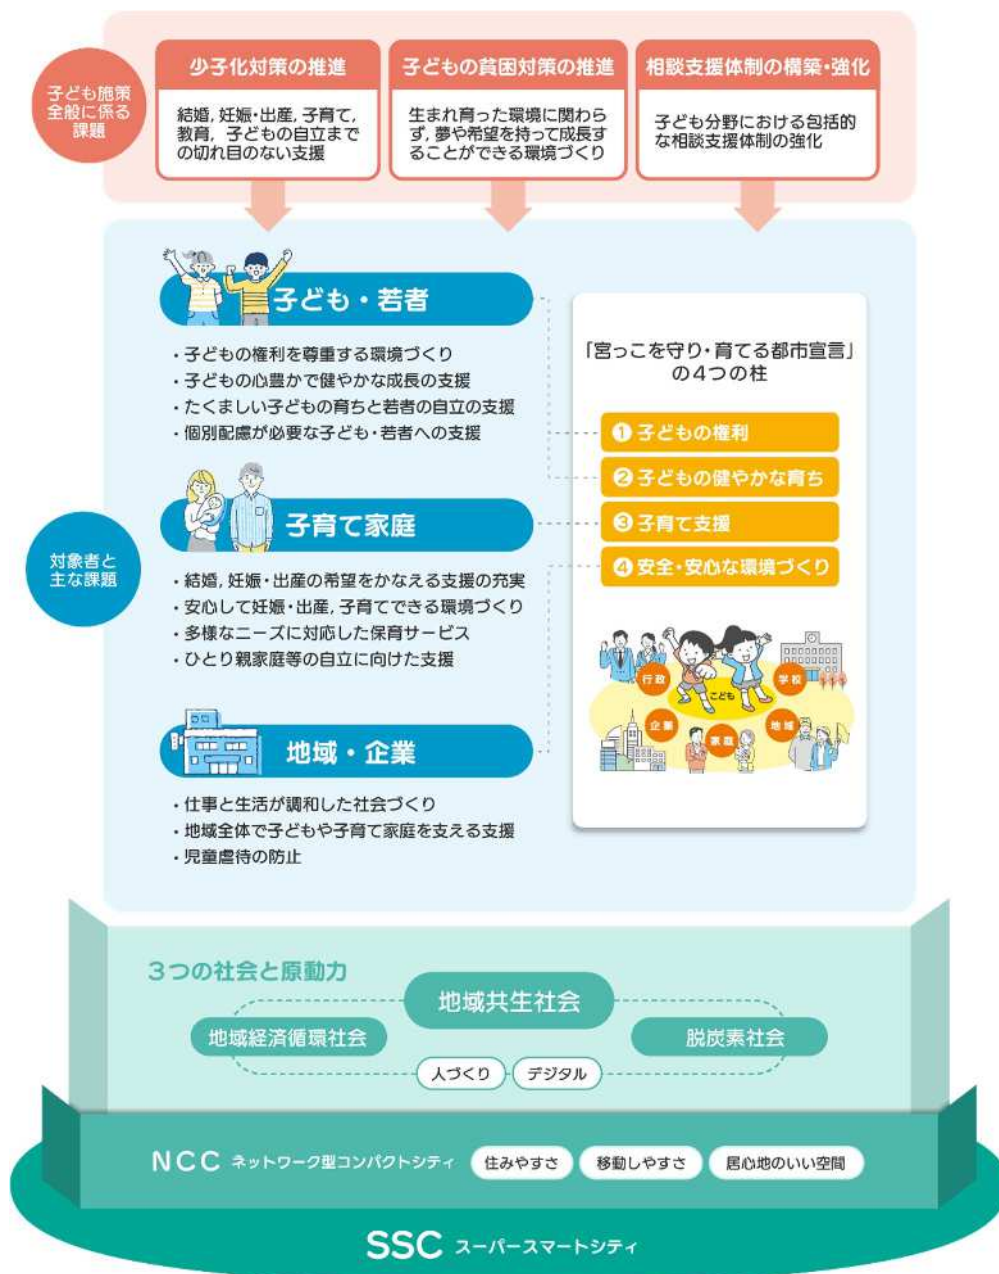 子ども施策
全般に係る
課題
少子化対策の推進
結婚, 妊娠・出産, 子育て,
教育, 子どもの自立まで
の切れ目のない支援
子どもの貧困対策の推進
生まれ育った環境に関わら
ず, 夢や希望を持って成長す
ることができる環境づくり
相談支援体制の構築・強化
子ども分野における包括的
な相談支援体制の強化
対象者と
主な課題
子ども・若者
・子どもの権利を尊重する環境づくり
・子どもの心豊かで健やかな成長の支援
・たくましい子どもの育ちと若者の自立の支援
・個別配慮が必要な子ども・若者への支援
子育て家庭
・結婚, 妊娠・出産の希望をかなえる支援の充実
・安心して妊娠・出産, 子育てできる環境づくり
・多様なニーズに対応した保育サービス
・ひとり親家庭等の自立に向けた支援
地域・企業
・仕事と生活が調和した社会づくり
・地域全体で子どもや子育て家庭を支える支援
・児童虐待の防止
「宮っこを守り・育てる都市宣言」
の4つの柱
❶ 子どもの権利
❷ 子どもの健やかな育ち
❸ 子育て支援
❹ 安全・安心な環境づくり
行政
こども
学校
企業
家庭
地域
3つの社会と原動力
地域共生社会
地域経済循環社会
脱炭素社会
人づくり
デジタル
NCC ネットワーク型コンパクトシティ
住みやすさ
移動しやすさ
居心地のいい空間
SSC スーパースマートシティ